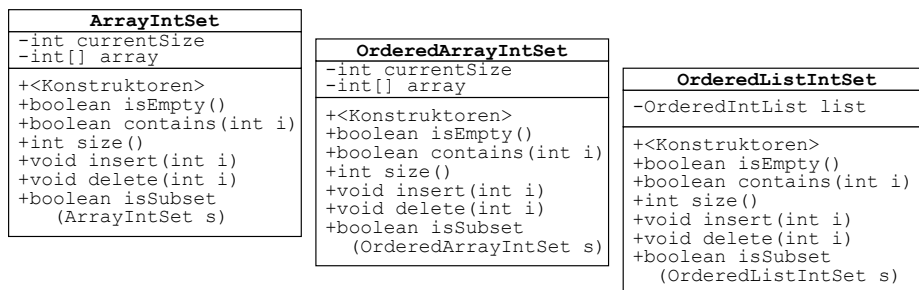 ArrayIntSet
-int currentSize
-int[] array
+<Konstruktoren>
+boolean isEmpty()
+boolean contains(int i)
+int size()
+void insert(int i)
+void delete(int i)
+boolean isSubset
(ArrayIntSet s)
OrderedArrayIntSet
-int currentSize
-int[] array
+<Konstruktoren>
+boolean isEmpty()
+boolean contains(int i)
+int size()
+void insert(int i)
+void delete(int i)
+boolean isSubset
(OrderedArrayIntSet s)
OrderedListIntSet
-OrderedIntList list
+<Konstruktoren>
+boolean isEmpty()
+boolean contains(int i)
+int size()
+void insert(int i)
+void delete(int i)
+boolean isSubset
(OrderedListIntSet s)